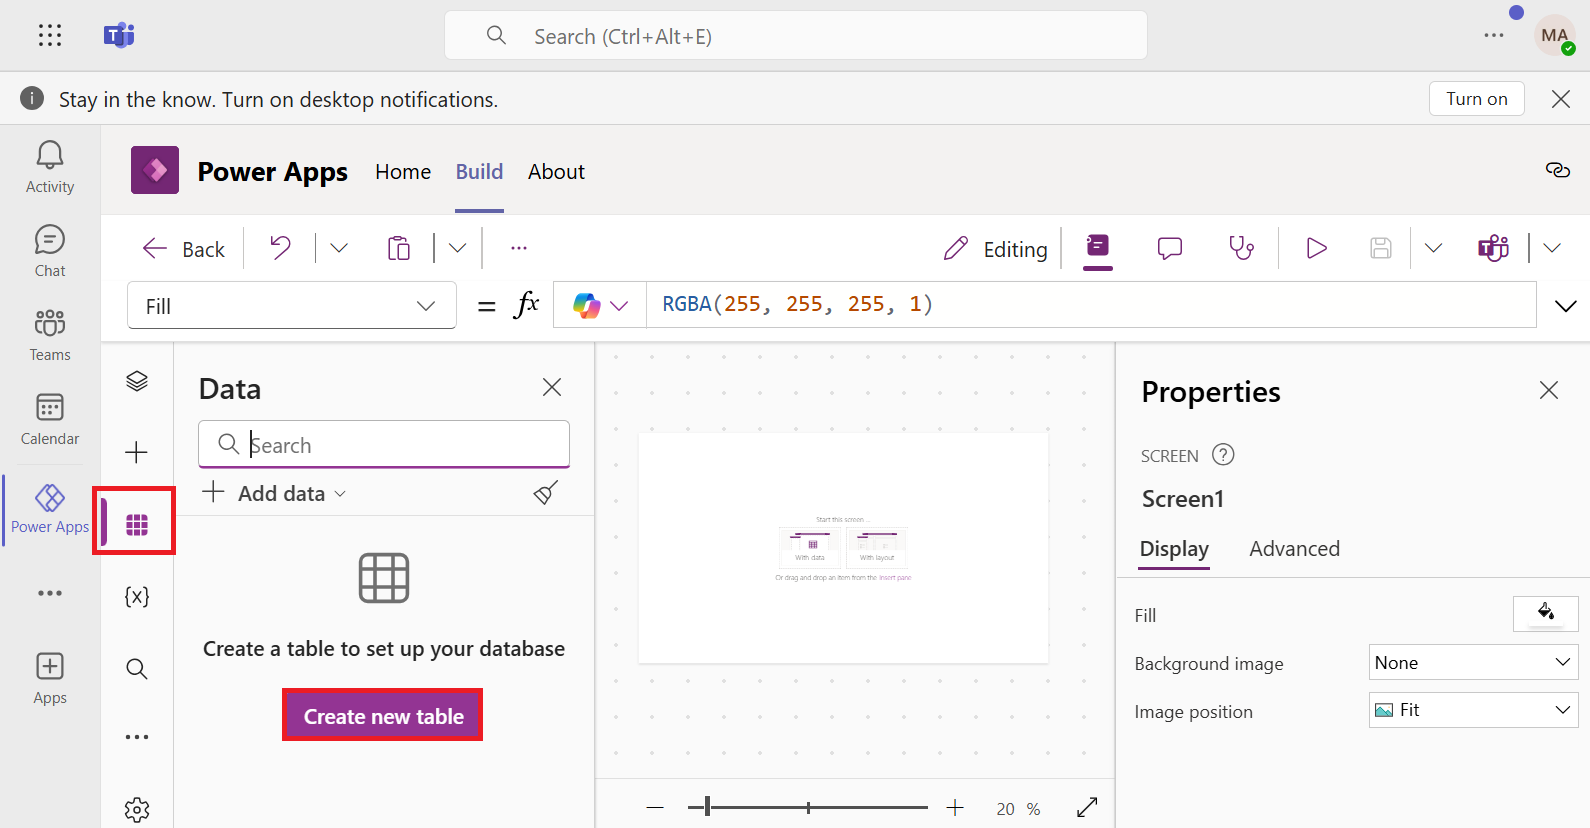 Search (Ctrl+Alt+E)
MA
Stay in the know. Turn on desktop notifications.
Turn on
Activity
Chat
Teams
Calendar
Power Apps
Apps
Power Apps
Home
Build
About
Back
Editing
Fill
= fx
RGBA(255, 255, 255, 1)
Data
Search
Add data
Create a table to set up your database
Create new table
Start this screen ...
With data
With layout
Or drag and drop an item from the insert pane
20 %
Properties
SCREEN
Screen1
Display
Advanced
Fill
Background image
None
Image position
Fit